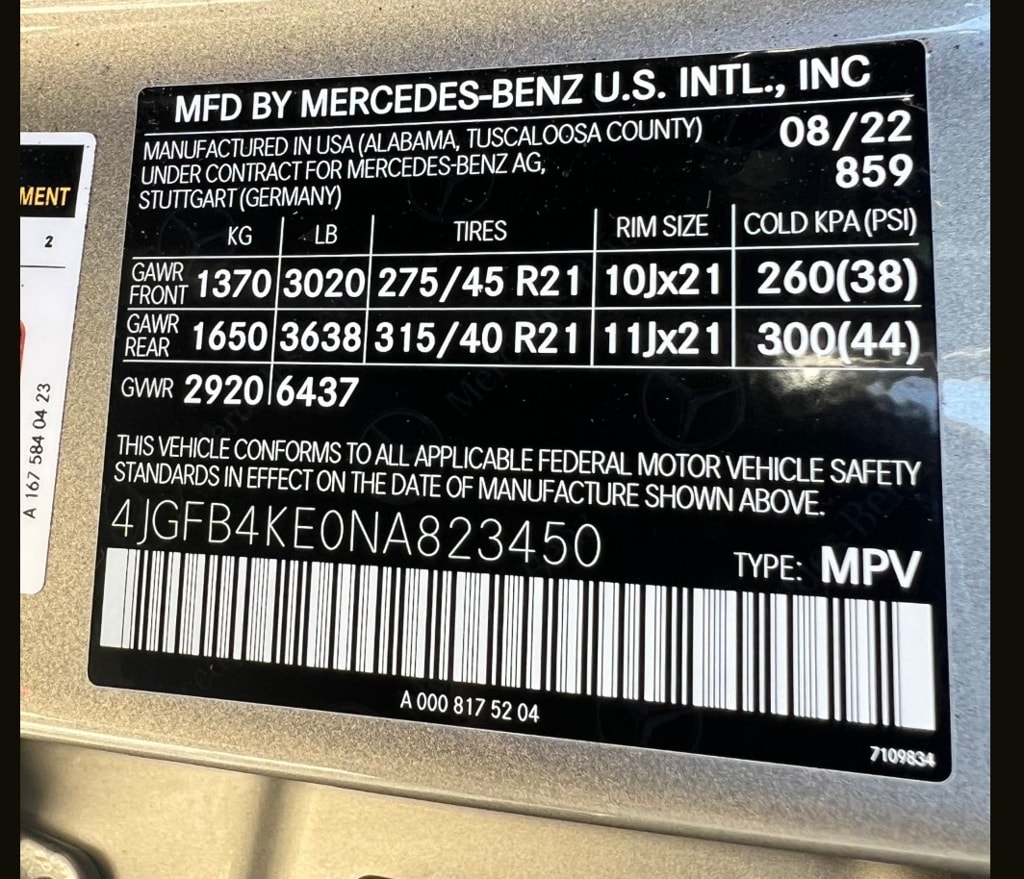 MFD BY MERCEDES-BENZ U.S. INTL., INC
MANUFACTURED IN USA (ALABAMA, TUSCALOOSA COUNTY) 08/22
UNDER CONTRACT FOR MERCEDES-BENZ AG, 859
STUTTGART (GERMANY)
KG LB TIRES RIM SIZE COLD KPA (PSI)
GAWR FRONT 1370 3020 275/45 R21 10Jx21 260(38)
GAWR REAR 1650 3638 315/40 R21 11Jx21 300(44)
GVWR 2920 6437
THIS VEHICLE CONFORMS TO ALL APPLICABLE FEDERAL MOTOR VEHICLE SAFETY
STANDARDS IN EFFECT ON THE DATE OF MANUFACTURE SHOWN ABOVE.
4JGFB4KE0NA823450 TYPE: MPV
A 000 817 52 04
7109834
MENT
2
A 167 584 04 23